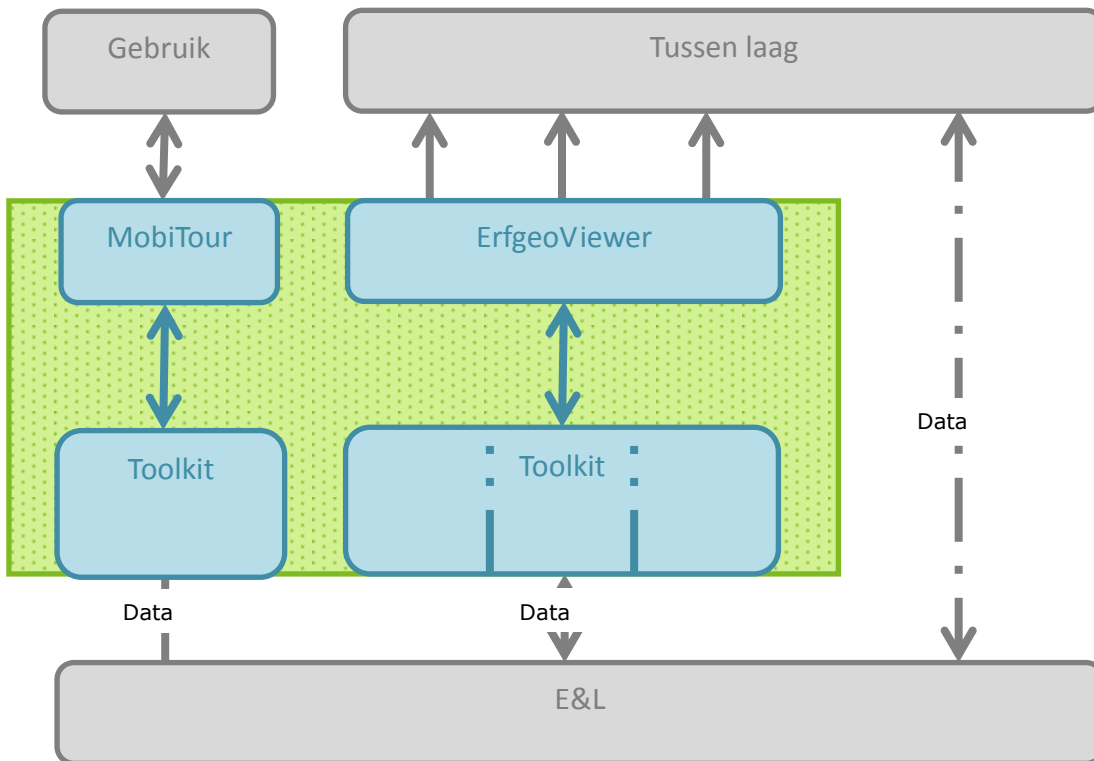 Gebruik
Tussen laag
MobiTour
ErfgeoViewer
Data
Toolkit
Toolkit
Data
Data
E&L